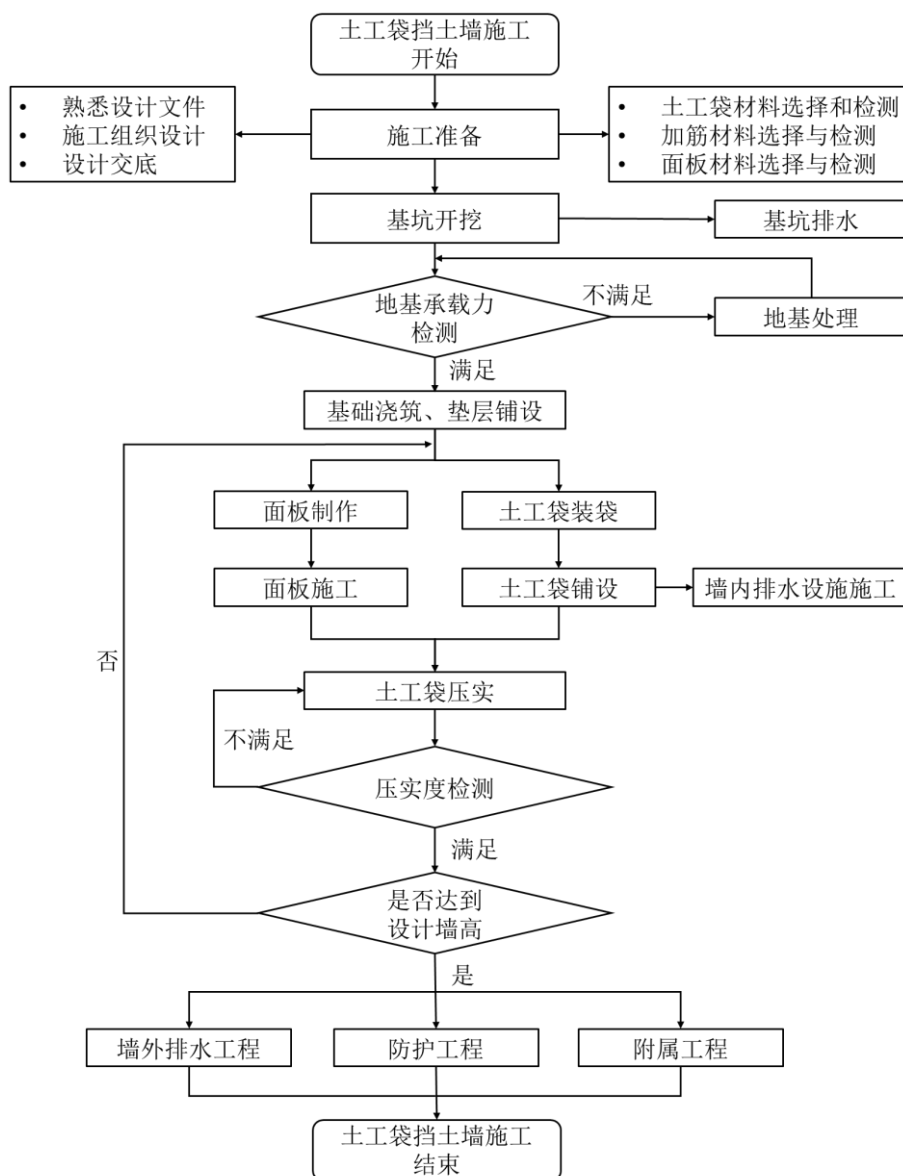 土工袋挡土墙施工
开始
• 熟悉设计文件
• 施工组织设计
• 设计交底
施工准备
• 土工袋材料选择和检测
• 加筋材料选择与检测
• 面板材料选择与检测
基坑开挖
基坑排水
地基承载力
检测
不满足
地基处理
满足
基础浇筑、垫层铺设
面板制作
土工袋装袋
面板施工
土工袋铺设
墙内排水设施施工
否
土工袋压实
不满足
压实度检测
满足
是否达到
设计墙高
是
墙外排水工程
防护工程
附属工程
土工袋挡土墙施工
结束